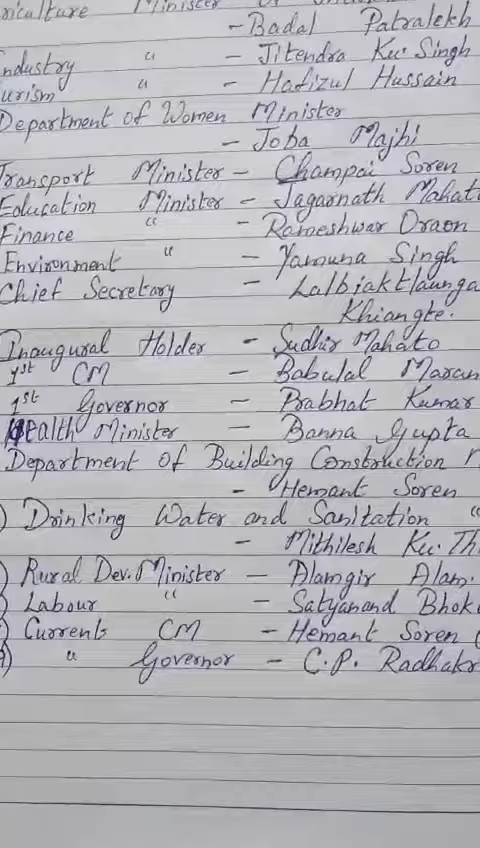 riculture Minister
- Badal Patralekh
ndustry " - Jitendra Ku. Singh
urism " - Hafizul Hussain
Department of Women Minister
- Joba Majhi
Transport Minister - Champai Soren
Education Minister - Jagarnath Mahat
Finance " - Rameshwar Oraon
Environment " - Yamuna Singh
Chief Secretary - Lalbiaktlaunga
Khiangte.
Inaugural Holder - Sudhir Mahato
1st CM - Babulal Maran
1st Governor - Prabhat Kumar
Health Minister - Banna Gupta
Department Of Building Construction
- Hemant Soren
) Drinking Water and Sanitation "
- Mithilesh Ku. Th
) Rural Dev. Minister - Alamgir Alam.
) Labour " - Satyanand Bhok
) Current CM - Hemant Soren (
) " Governor - C.P. Radhakr